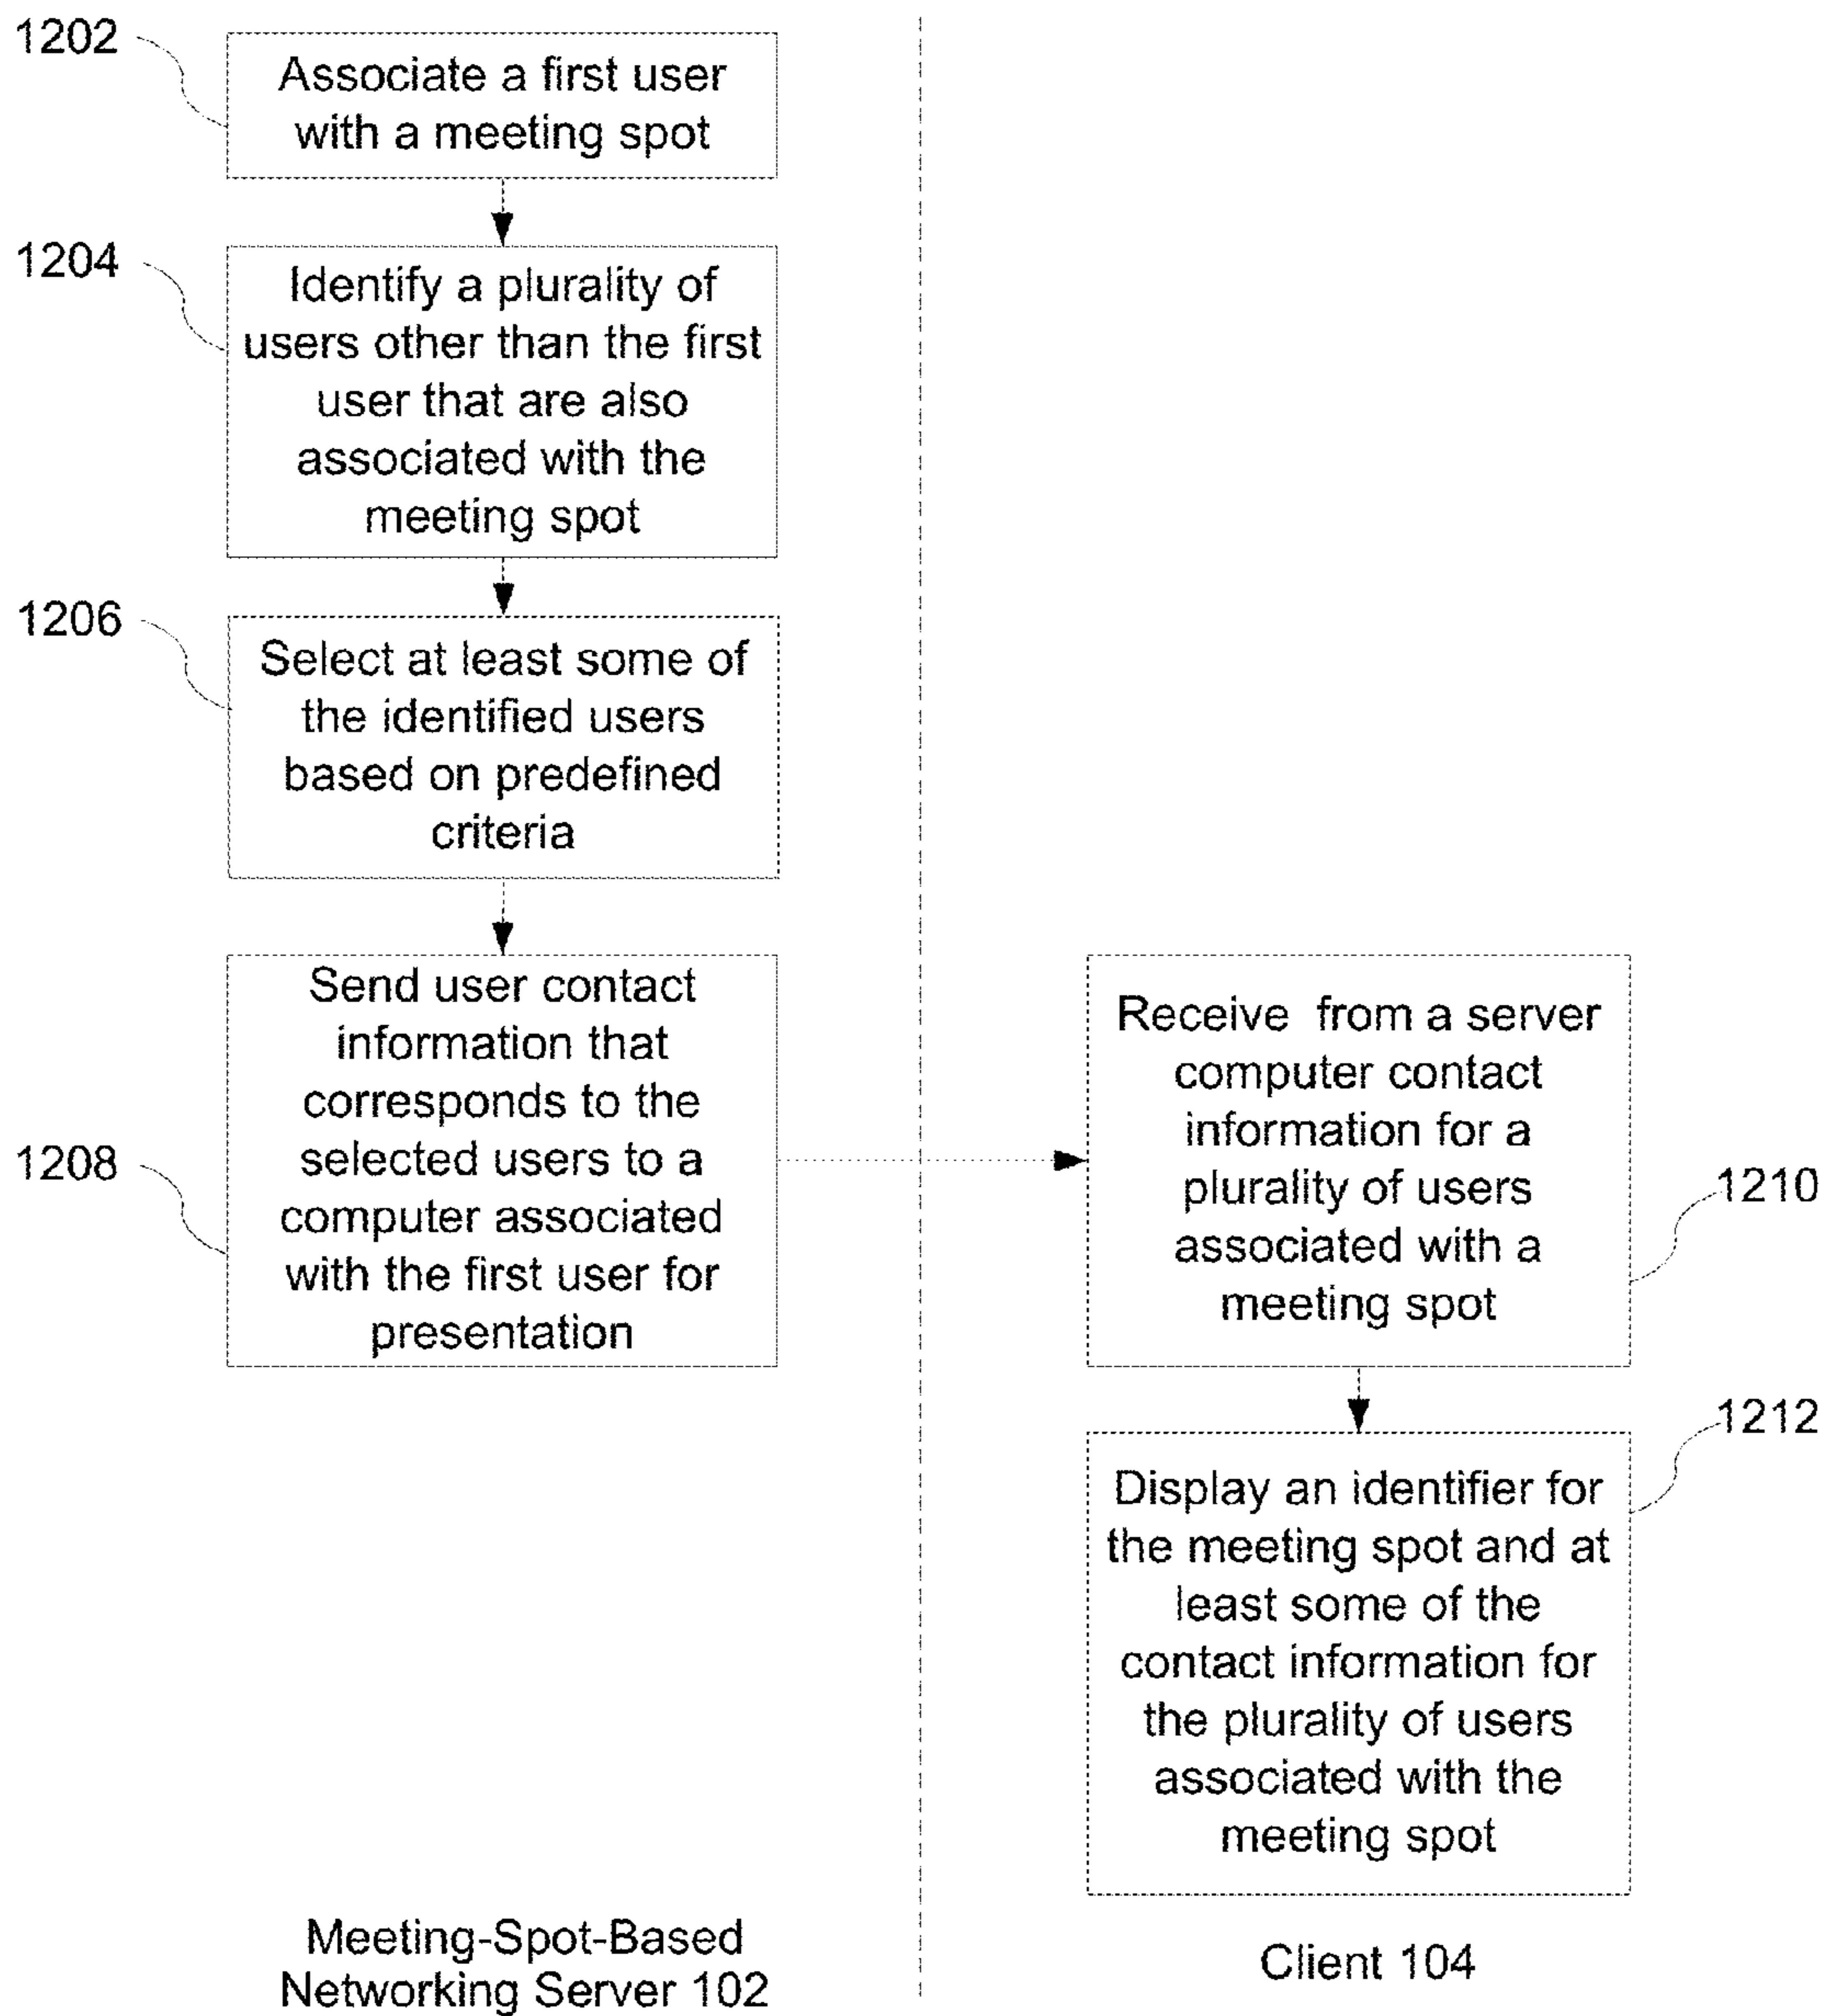 1202
Associate a first user
with a meeting spot
1204
Identify a plurality of
users other than the first
user that are also
associated with the
meeting spot
1206
Select at least some of
the identified users
based on predefined
criteria
1208
Send user contact
information that
corresponds to the
selected users to a
computer associated
with the first user for
presentation
Meeting-Spot-Based
Networking Server 102
1210
Receive from a server
computer contact
information for a
plurality of users
associated with a
meeting spot
1212
Display an identifier for
the meeting spot and at
least some of the
contact information for
the plurality of users
associated with the
meeting spot
Client 104